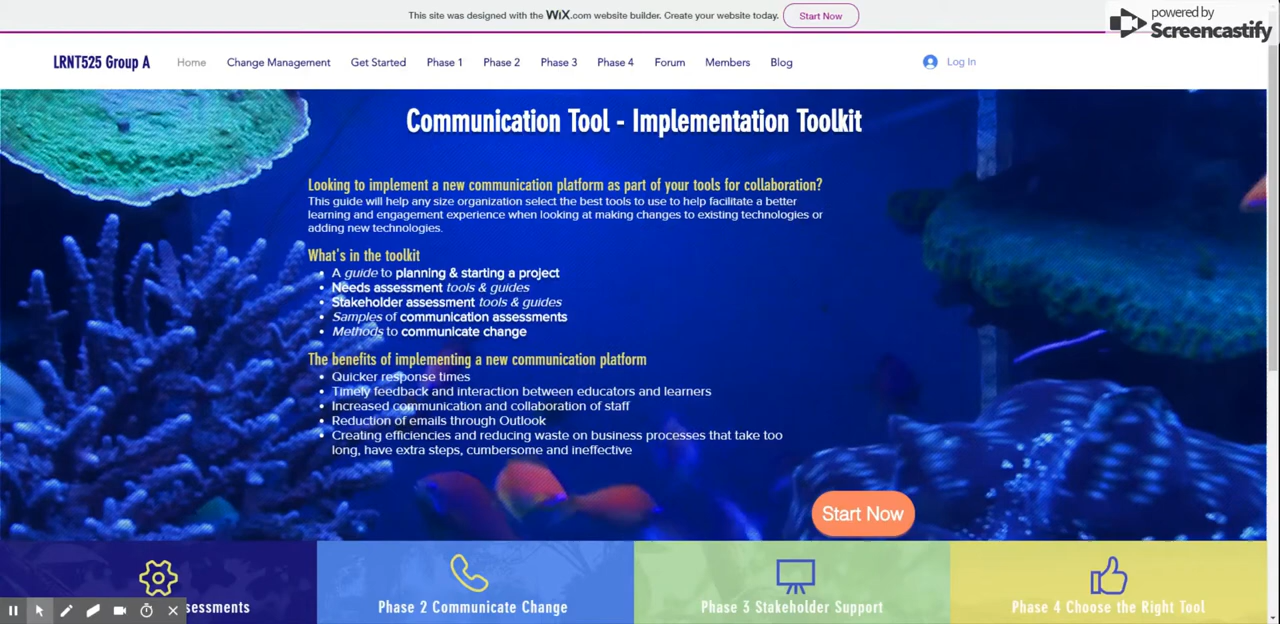 This site was designed with the WiX.com website builder. Create your website today.
Start Now
powered by
Screencastify
LRNT525 Group A
Home
Change Management
Get Started
Phase 1
Phase 2
Phase 3
Phase 4
Forum
Members
Blog
Log In
Communication Tool - Implementation Toolkit
Looking to implement a new communication platform as part of your tools for collaboration?
This guide will help any size organization select the best tools to use to help facilitate a better
learning and engagement experience when looking at making changes to existing technologies or
adding new technologies.
What's in the toolkit
• A guide to planning & starting a project
• Needs assessment tools & guides
• Stakeholder assessment tools & guides
• Samples of communication assessments
• Methods to communicate change
The benefits of implementing a new communication platform
• Quicker response times
• Timely feedback and interaction between educators and learners
• Increased communication and collaboration of staff
• Reduction of emails through Outlook
• Creating efficiencies and reducing waste on business processes that take too
long, have extra steps, cumbersome and ineffective
Start Now
sessments
Phase 2 Communicate Change
Phase 3 Stakeholder Support
Phase 4 Choose the Right Tool